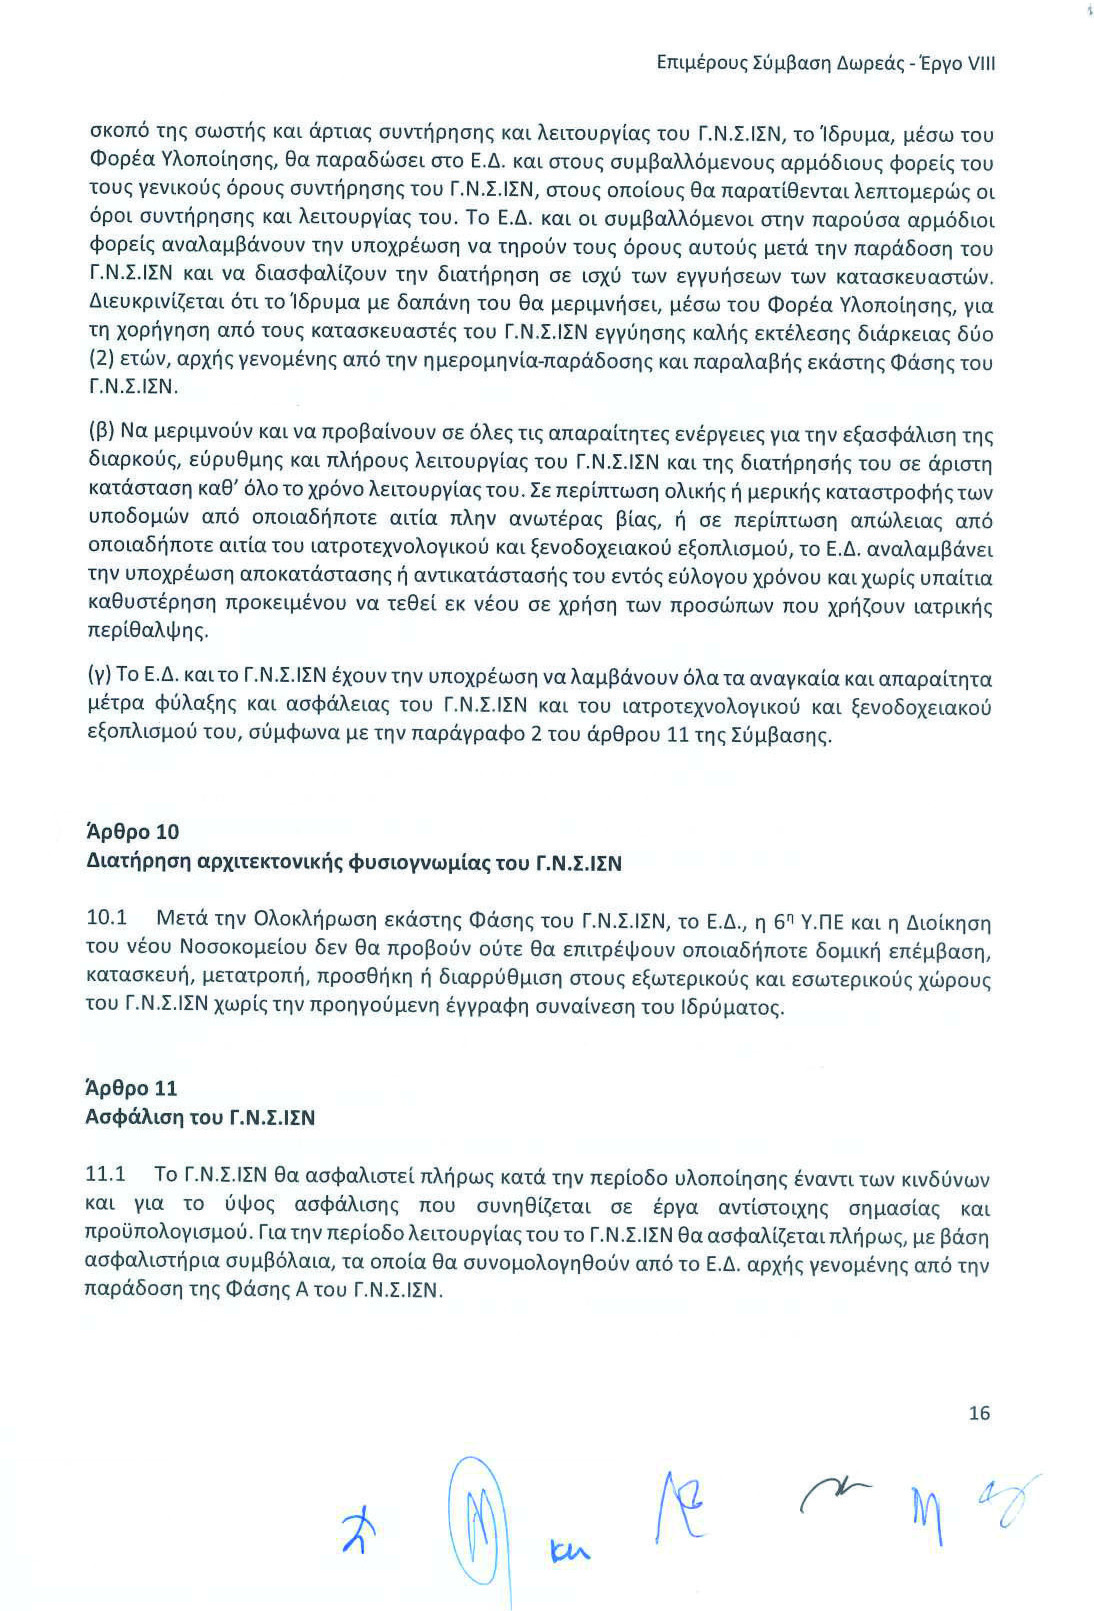 Επιμέρους Σύμβαση Δωρεάς - Έργο VIII
σκοπό της σωστής και άρτιας συντήρησης και λειτουργίας του Γ.Ν.Σ.ΙΣΝ, το Ίδρυμα, μέσω του
Φορέα Υλοποίησης, θα παραδώσει στο Ε.Δ. και στους συμβαλλόμενους αρμόδιους φορείς του
τους γενικούς όρους συντήρησης του Γ.Ν.Σ.ΙΣΝ, στους οποίους θα παρατίθενται λεπτομερώς οι
όροι συντήρησης και λειτουργίας του. Το Ε.Δ. και οι συμβαλλόμενοι στην παρούσα αρμόδιοι
φορείς αναλαμβάνουν την υποχρέωση να τηρούν τους όρους αυτούς μετά την παράδοση του
Γ.Ν.Σ.ΙΣΝ και να διασφαλίζουν την διατήρηση σε ισχύ των εγγυήσεων των κατασκευαστών.
Διευκρινίζεται ότι το Ίδρυμα με δαπάνη του θα μεριμνήσει, μέσω του Φορέα Υλοποίησης, για
τη χορήγηση από τους κατασκευαστές του Γ.Ν.Σ.ΙΣΝ εγγύησης καλής εκτέλεσης διάρκειας δύο
(2) ετών, αρχής γενομένης από την ημερομηνία-παράδοσης και παραλαβής εκάστης Φάσης του
Γ.Ν.Σ.ΙΣΝ.
(β) Να μεριμνούν και να προβαίνουν σε όλες τις απαραίτητες ενέργειες για την εξασφάλιση της
διαρκούς, εύρυθμης και πλήρους λειτουργίας του Γ.Ν.Σ.ΙΣΝ και της διατήρησής του σε άριστη
κατάσταση καθ' όλο το χρόνο λειτουργίας του. Σε περίπτωση ολικής ή μερικής καταστροφής των
υποδομών από οποιαδήποτε αιτία πλην ανωτέρας βίας, ή σε περίπτωση απώλειας από
οποιαδήποτε αιτία του ιατροτεχνολογικού και ξενοδοχειακού εξοπλισμού, το Ε.Δ. αναλαμβάνει
την υποχρέωση αποκατάστασης ή αντικατάστασής του εντός εύλογου χρόνου και χωρίς υπαίτια
καθυστέρηση προκειμένου να τεθεί εκ νέου σε χρήση των προσώπων που χρήζουν ιατρικής
περίθαλψης.
(γ) Το Ε.Δ. και το Γ.Ν.Σ.ΙΣΝ έχουν την υποχρέωση να λαμβάνουν όλα τα αναγκαία και απαραίτητα
μέτρα φύλαξης και ασφάλειας του Γ.Ν.Σ.ΙΣΝ και του ιατροτεχνολογικού και ξενοδοχειακού
εξοπλισμού του, σύμφωνα με την παράγραφο 2 του άρθρου 11 της Σύμβασης.
Άρθρο 10
Διατήρηση αρχιτεκτονικής φυσιογνωμίας του Γ.Ν.Σ.ΙΣΝ
10.1 Μετά την Ολοκλήρωση εκάστης Φάσης του Γ.Ν.Σ.ΙΣΝ, το Ε.Δ., η 6η Υ.ΠΕ και η Διοίκηση
του νέου Νοσοκομείου δεν θα προβούν ούτε θα επιτρέψουν οποιαδήποτε δομική επέμβαση,
κατασκευή, μετατροπή, προσθήκη ή διαρρύθμιση στους εξωτερικούς και εσωτερικούς χώρους
του Γ.Ν.Σ.ΙΣΝ χωρίς την προηγούμενη έγγραφη συναίνεση του Ιδρύματος.
Άρθρο 11
Ασφάλιση του Γ.Ν.Σ.ΙΣΝ
11.1 Το Γ.Ν.Σ.ΙΣΝ θα ασφαλιστεί πλήρως κατά την περίοδο υλοποίησης έναντι των κινδύνων
και για το ύψος ασφάλισης που συνηθίζεται σε έργα αντίστοιχης σημασίας και
προϋπολογισμού. Για την περίοδο λειτουργίας του το Γ.Ν.Σ.ΙΣΝ θα ασφαλίζεται πλήρως, με βάση
ασφαλιστήρια συμβόλαια, τα οποία θα συνομολογηθούν από το Ε.Δ. αρχής γενομένης από την
παράδοση της Φάσης Α του Γ.Ν.Σ.ΙΣΝ.
16